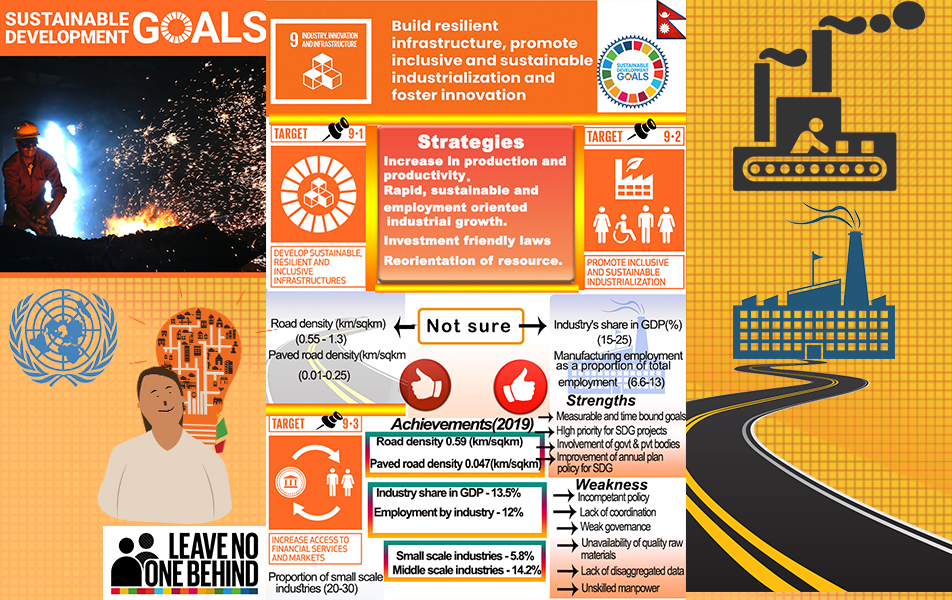 SUSTAINABLE
DEVELOPMENT
GOALS
9 INDUSTRY, INNOVATION
AND INFRASTRUCTURE
Build resilient
infrastructure, promote
inclusive and sustainable
industrialization and
foster innovation
SUSTAINABLE
DEVELOPMENT
GOALS
TARGET 9·1
DEVELOP SUSTAINABLE,
RESILIENT AND
INCLUSIVE
INFRASTRUCTURES
Strategies
Increase in production and
productivity.
Rapid, sustainable and
employment oriented
industrial growth.
Investment friendly laws
Reorientation of resource.
TARGET 9·2
PROMOTE INCLUSIVE
AND SUSTAINABLE
INDUSTRIALIZATION
Road density (km/sqkm)
(0.55 - 1.3)
Paved road density(km/sqkm
(0.01-0.25)
Not sure
Industry's share in GDP(%)
(15-25)
Manufacturing employment
as a proportion of total
employment (6.6-13)
TARGET 9·3
INCREASE ACCESS TO
FINANCIAL SERVICES
AND MARKETS
Proportion of small scale
industries (20-30)
Achievements(2019)
Road density 0.59 (km/sqkm)
Paved road density 0.047(km/sqkm)
Industry share in GDP - 13.5%
Employment by industry - 12%
Small scale industries - 5.8%
Middle scale industries - 14.2%
Strengths
Measurable and time bound goals
HIgh priority for SDG projects
Involvement of govt & pvt bodies
Improvement of annual plan
policy for SDG
Weakness
Incompetant policy
Lack of coordination
Weak governance
Unavailability of quality raw
materials
Lack of disaggregated data
Unskilled manpower
LEAVE NO
ONE BEHIND